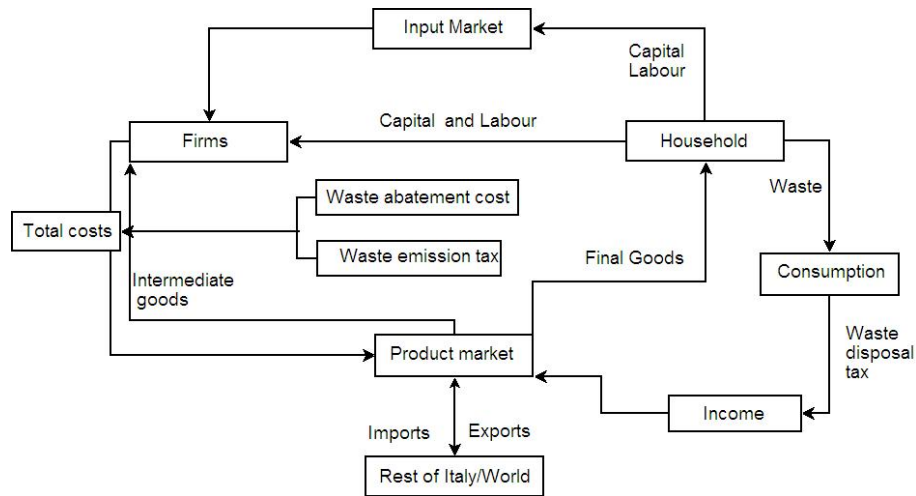 Input Market
Capital
Labour
Capital and Labour
Firms
Household
Waste abatement cost
Waste
Total costs
Waste emission tax
Final Goods
Consumption
Intermediate
goods
Product market
Waste
disposal
tax
Income
Imports
Exports
Rest of Italy/World